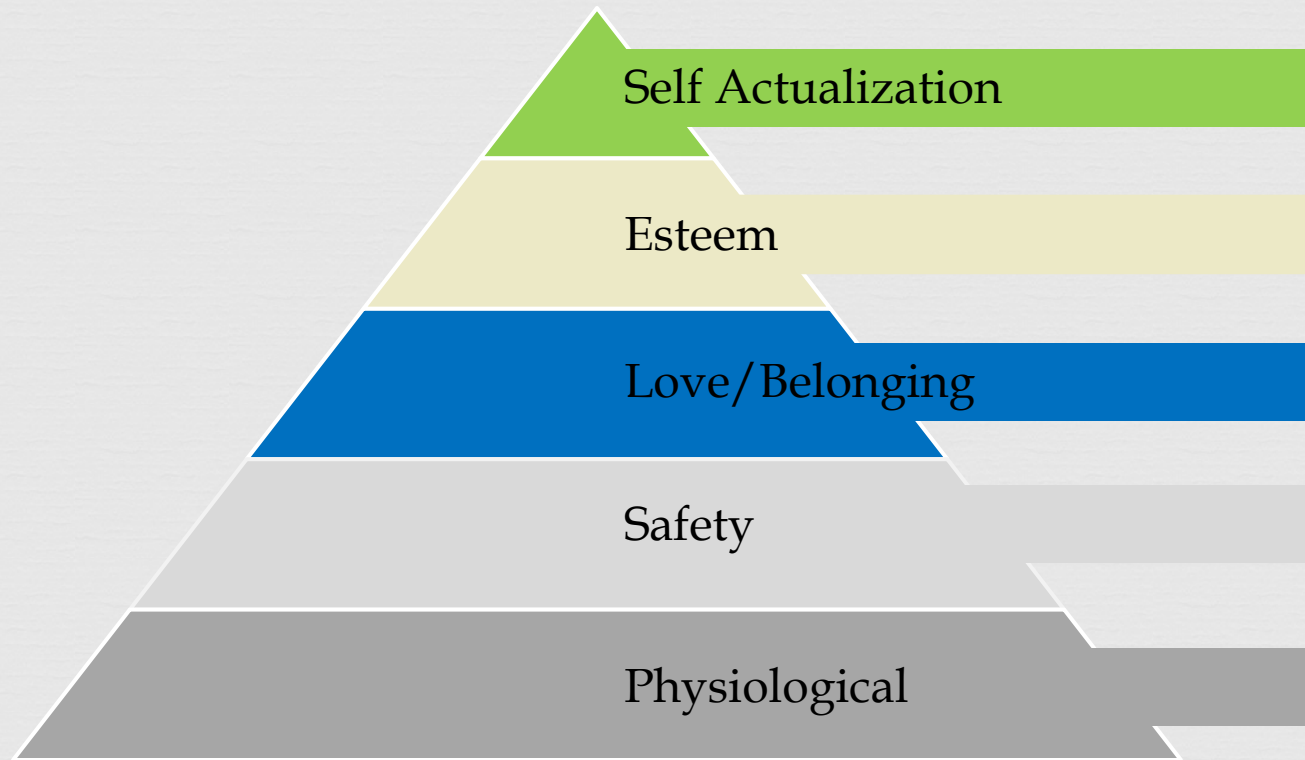 Self Actualization
Esteem
Love/Belonging
Safety
Physiological